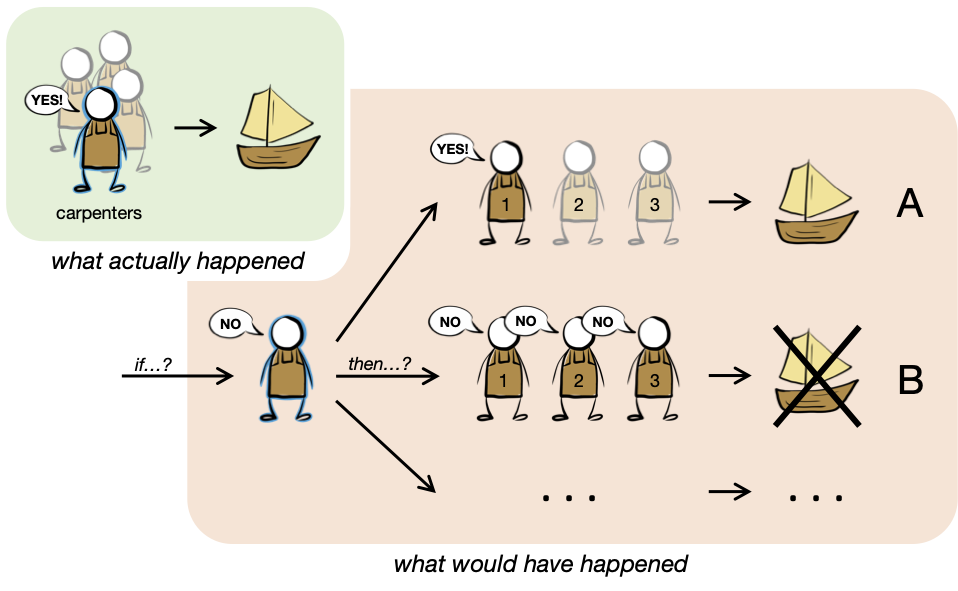 YES!
carpenters
what actually happened
YES!
1 2 3
A
NO
if...?
then...?
NO NO NO
1 2 3
B
. . . . . .
what would have happened